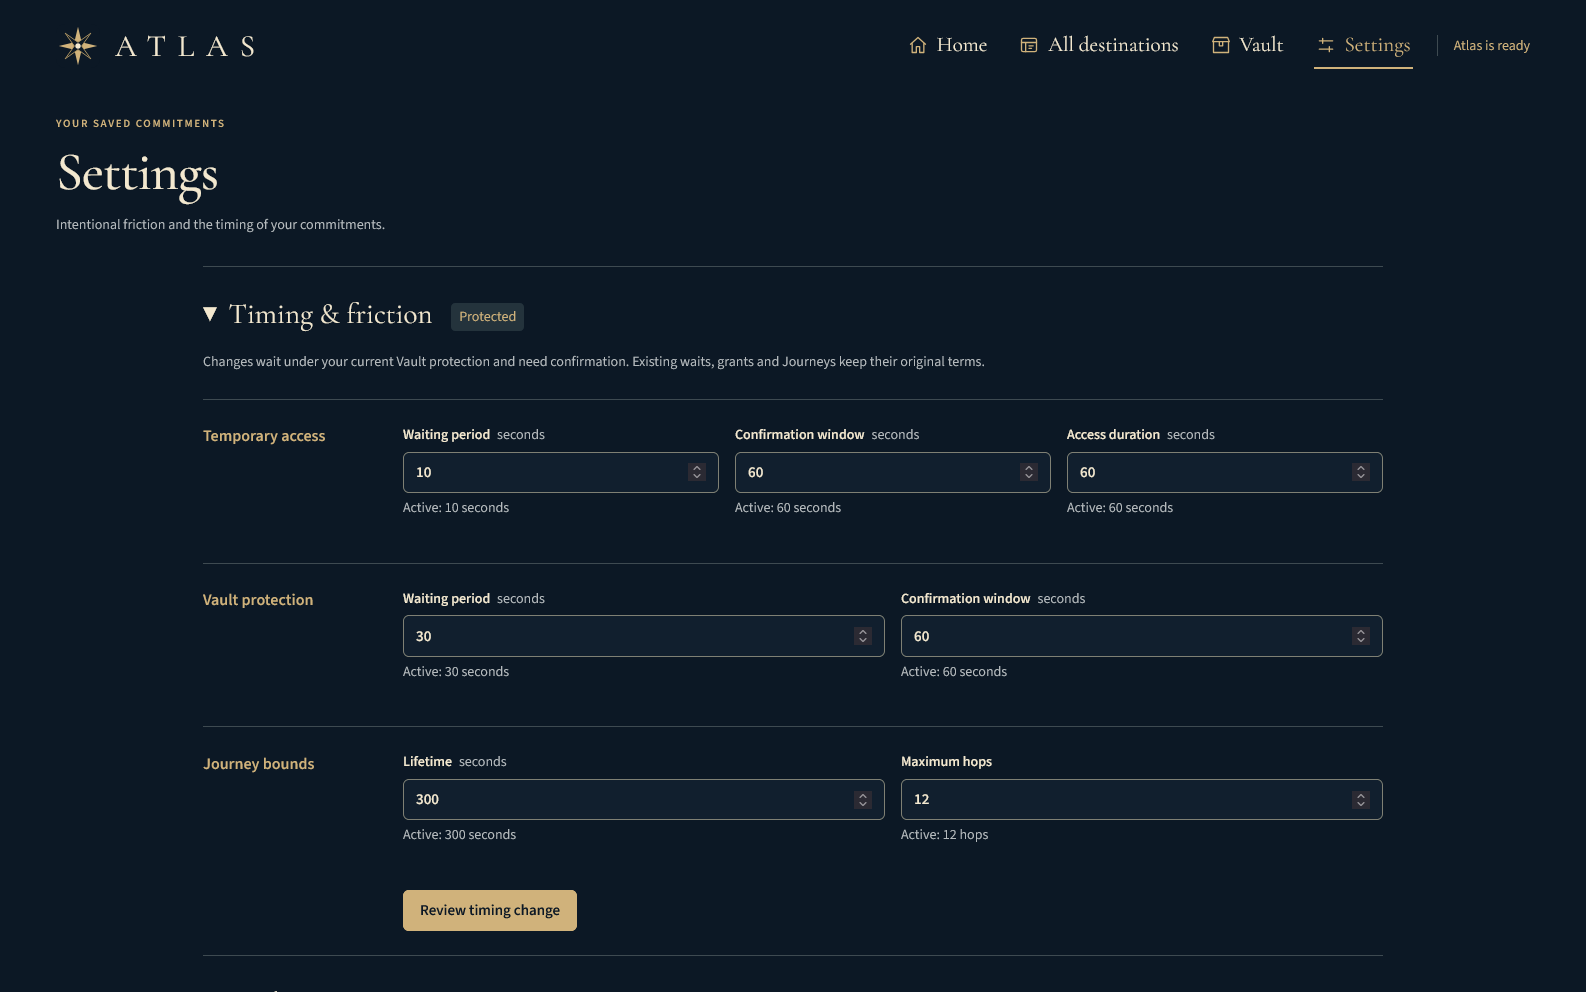 ATLAS
Home
All destinations
Vault
Settings
Atlas is ready
YOUR SAVED COMMITMENTS
Settings
Intentional friction and the timing of your commitments.
Timing & friction
Protected
Changes wait under your current Vault protection and need confirmation. Existing waits, grants and Journeys keep their original terms.
Temporary access
Waiting period seconds
10
Active: 10 seconds
Confirmation window seconds
60
Active: 60 seconds
Access duration seconds
60
Active: 60 seconds
Vault protection
Waiting period seconds
30
Active: 30 seconds
Confirmation window seconds
60
Active: 60 seconds
Journey bounds
Lifetime seconds
300
Active: 300 seconds
Maximum hops
12
Active: 12 hops
Review timing change